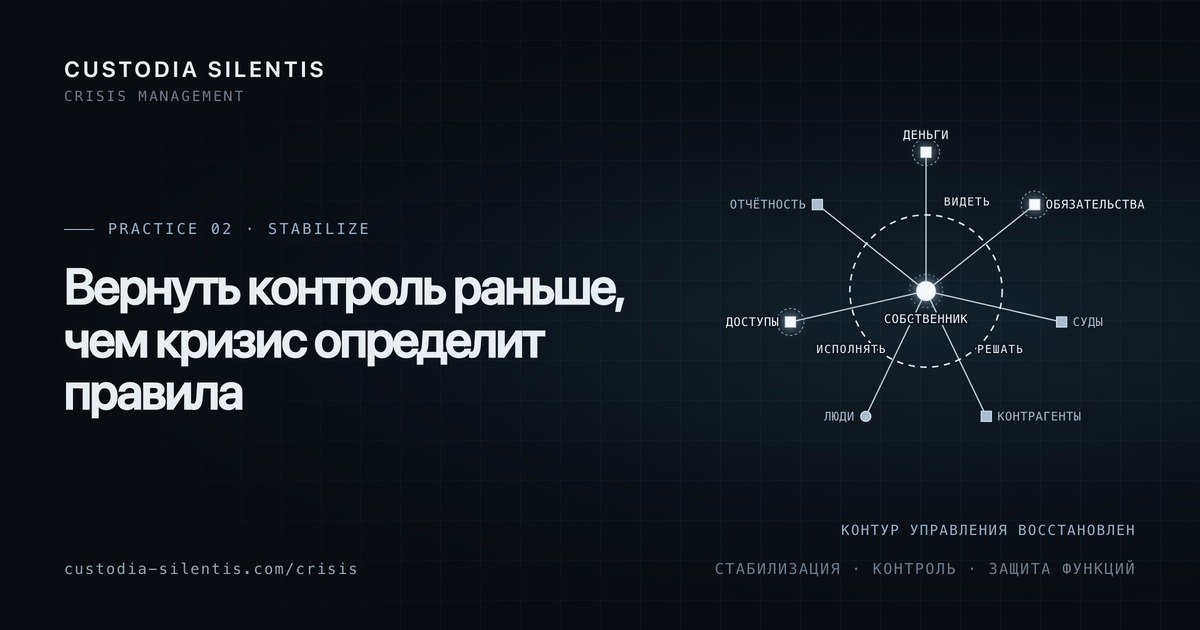 CUSTODIA SILENTIS
CRISIS MANAGEMENT
PRACTICE 02 · STABILIZE
Вернуть контроль раньше,
чем кризис определит
правила
ДЕНЬГИ
ОТЧЁТНОСТЬ
ВИДЕТЬ
ОБЯЗАТЕЛЬСТВА
ДОСТУПЫ
СОБСТВЕННИК
СУДЫ
ИСПОЛНЯТЬ
РЕШАТЬ
ЛЮДИ
КОНТРАГЕНТЫ
КОНТУР УПРАВЛЕНИЯ ВОССТАНОВЛЕН
custodia-silentis.com/crisis
СТАБИЛИЗАЦИЯ · КОНТРОЛЬ · ЗАЩИТА ФУНКЦИЙ